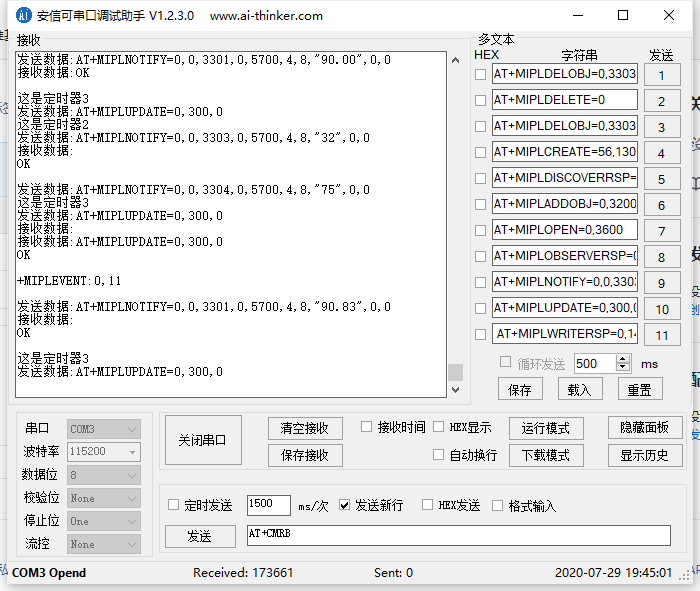 安信可串口调试助手 V1.2.3.0 www.ai-thinker.com
接收
发送数据:AT+MIPLNOTIFY=0,0,3301,0,5700,4,8,"90.00",0,0
接收数据:OK
这是定时器3
发送数据:AT+MIPLUPDATE=0,300,0
这是定时器2
发送数据:AT+MIPLNOTIFY=0,0,3303,0,5700,4,8,"32",0,0
接收数据:
OK
发送数据:AT+MIPLNOTIFY=0,0,3304,0,5700,4,8,"75",0,0
这是定时器3
发送数据:AT+MIPLUPDATE=0,300,0
接收数据:
接收数据:AT+MIPLUPDATE=0,300,0
OK
+MIPLEVENT:0,11
发送数据:AT+MIPLNOTIFY=0,0,3301,0,5700,4,8,"90.83",0,0
接收数据:
OK
这是定时器3
发送数据:AT+MIPLUPDATE=0,300,0
多文本
HEX 字符串 发送
AT+MIPLDELOBJ=0,3303 1
AT+MIPLDELETE=0 2
AT+MIPLDELOBJ=0,3303 3
AT+MIPLCREATE=56,130 4
AT+MIPLDISCOVERRSP= 5
AT+MIPLADDOBJ=0,3200 6
AT+MIPLOPEN=0,3600 7
AT+MIPLOBSERVERSP=0 8
AT+MIPLNOTIFY=0,0,3303 9
AT+MIPLUPDATE=0,300,0 10
AT+MIPLWRITERSP=0,14 11
循环发送 500 ms
保存 载入 重置
串口 COM3
波特率 115200
数据位 8
校验位 None
停止位 One
流控 None
关闭串口
清空接收 接收时间 HEX显示 运行模式 隐藏面板
保存接收 自动换行 下载模式 显示历史
定时发送 1500 ms/次 发送新行 HEX发送 格式输入
发送 AT+CMRB
COM3 Opend Received: 173661 Sent: 0 2020-07-29 19:45:01